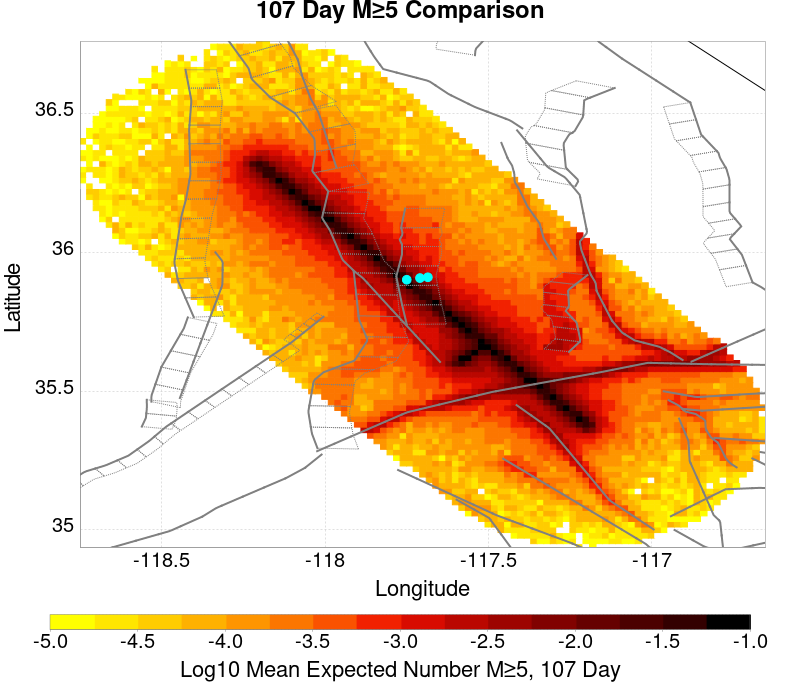 107 Day M≥5 Comparison
36.5
36
35.5
35
Latitude
-118.5 -118 -117.5 -117
Longitude
-5.0 -4.5 -4.0 -3.5 -3.0 -2.5 -2.0 -1.5 -1.0
Log10 Mean Expected Number M≥5, 107 Day